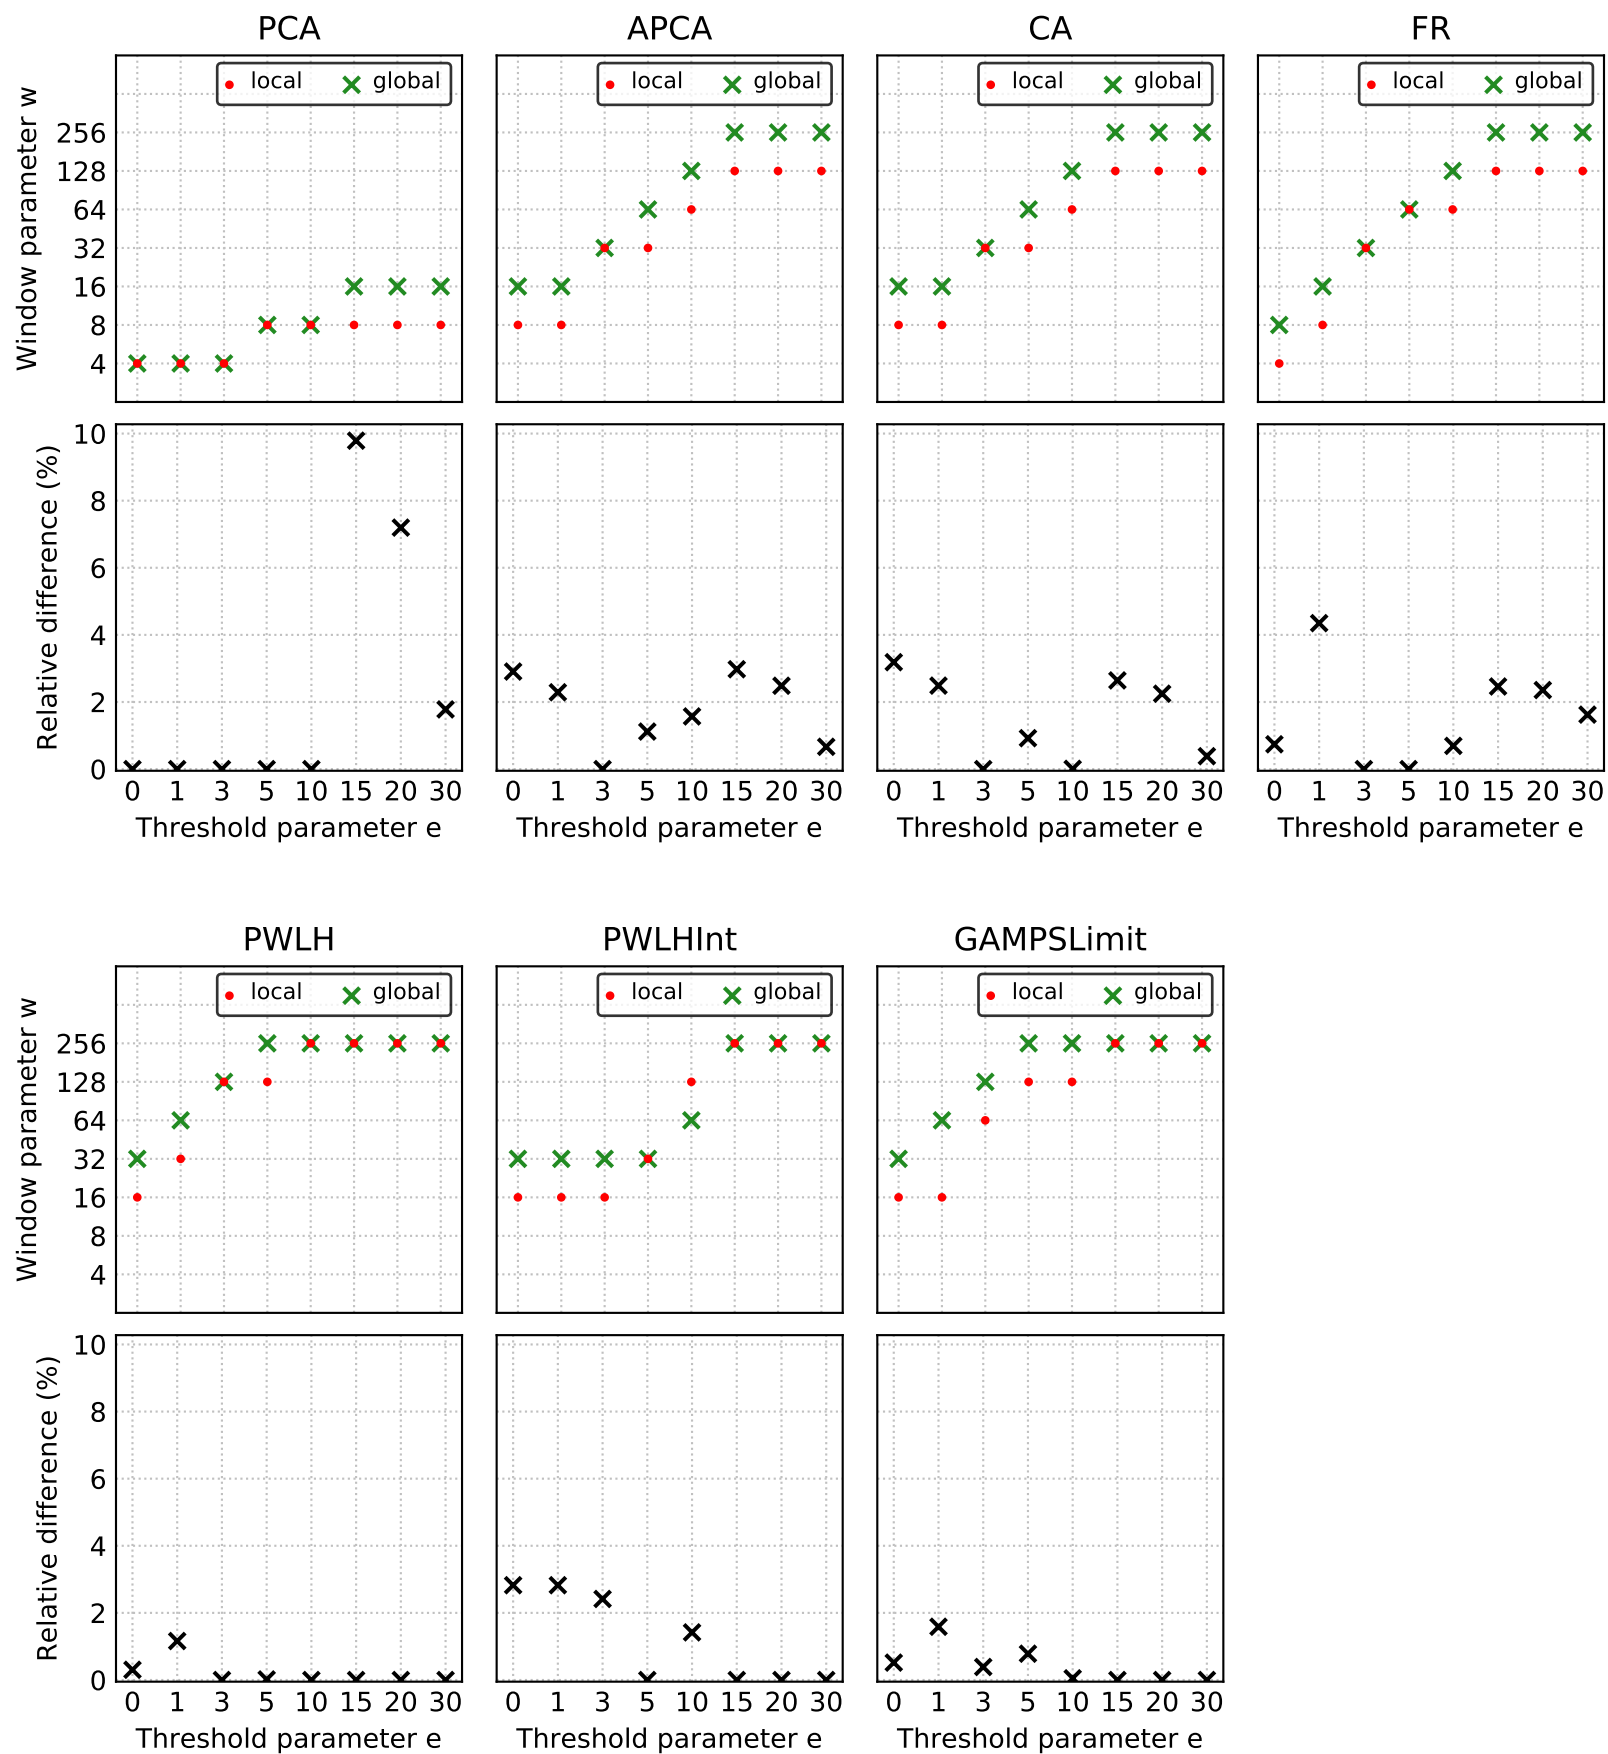 PCA APCA CA FR
local global local global local global local global
Window parameter w
256
128
64
32
16
8
4
Relative difference (%)
10
8
6
4
2
0
0 1 3 5 10 15 20 30 0 1 3 5 10 15 20 30 0 1 3 5 10 15 20 30 0 1 3 5 10 15 20 30
Threshold parameter e Threshold parameter e Threshold parameter e Threshold parameter e
PWLH PWLHInt GAMPSLimit
local global local global local global
Window parameter w
256
128
64
32
16
8
4
Relative difference (%)
10
8
6
4
2
0
0 1 3 5 10 15 20 30 0 1 3 5 10 15 20 30 0 1 3 5 10 15 20 30
Threshold parameter e Threshold parameter e Threshold parameter e